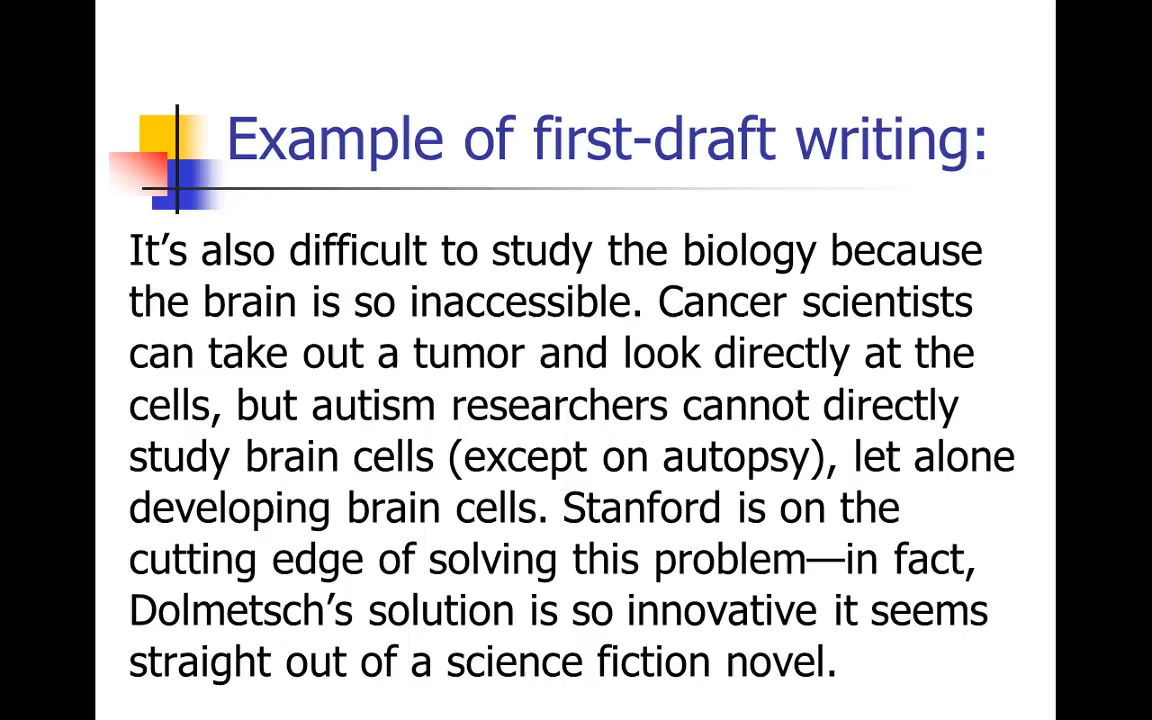 Example of first-draft writing:
It’s also difficult to study the biology because
the brain is so inaccessible. Cancer scientists
can take out a tumor and look directly at the
cells, but autism researchers cannot directly
study brain cells (except on autopsy), let alone
developing brain cells. Stanford is on the
cutting edge of solving this problem—in fact,
Dolmetsch’s solution is so innovative it seems
straight out of a science fiction novel.